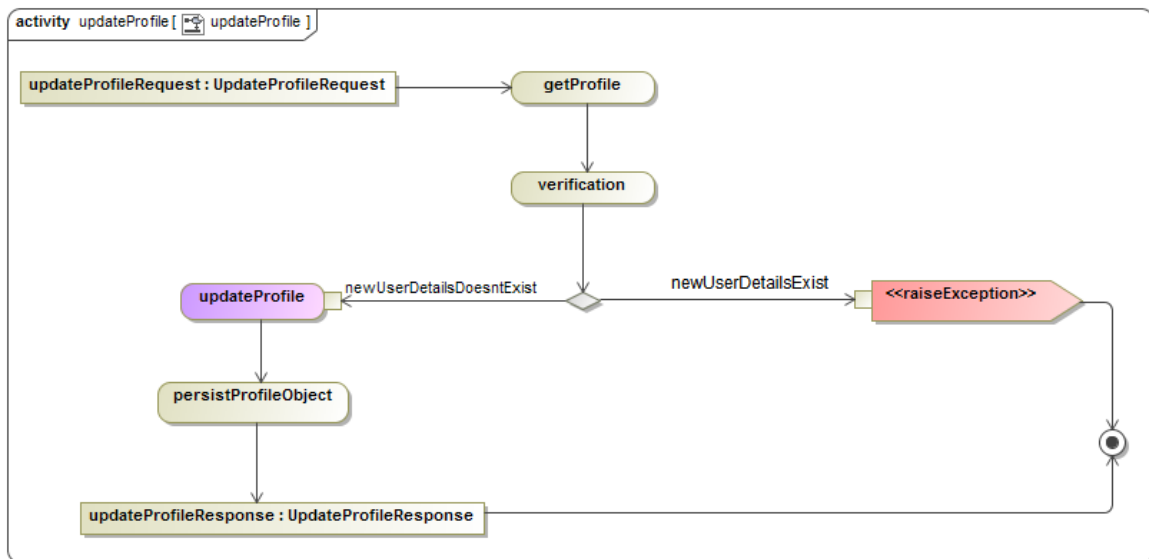 activity updateProfile [ updateProfile ]
updateProfileRequest : UpdateProfileRequest
getProfile
verification
newUserDetailsDoesntExist
newUserDetailsExist
updateProfile
<<raiseException>>
persistProfileObject
updateProfileResponse : UpdateProfileResponse